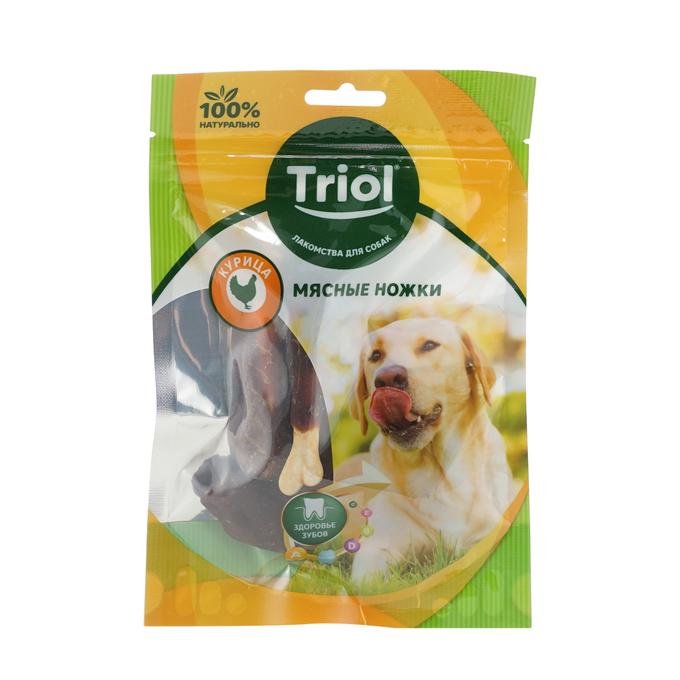 100%
НАТУРАЛЬНО
Triol
ЛАКОМСТВА ДЛЯ СОБАК
КУРИЦА
МЯСНЫЕ НОЖКИ
ЗДОРОВЬЕ
ЗУБОВ
A
D
E
C